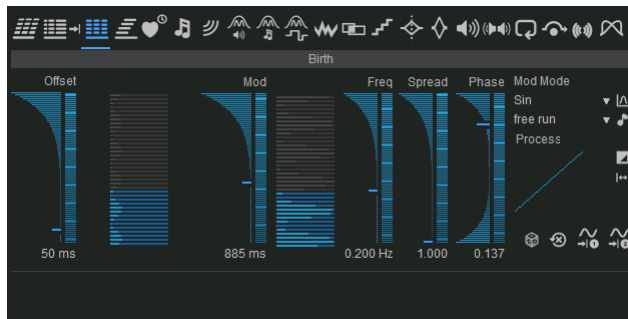 Birth
Offset Mod Freq Spread Phase Mod Mode
Sin
free run
Process
50 ms 885 ms 0.200 Hz 1.000 0.137